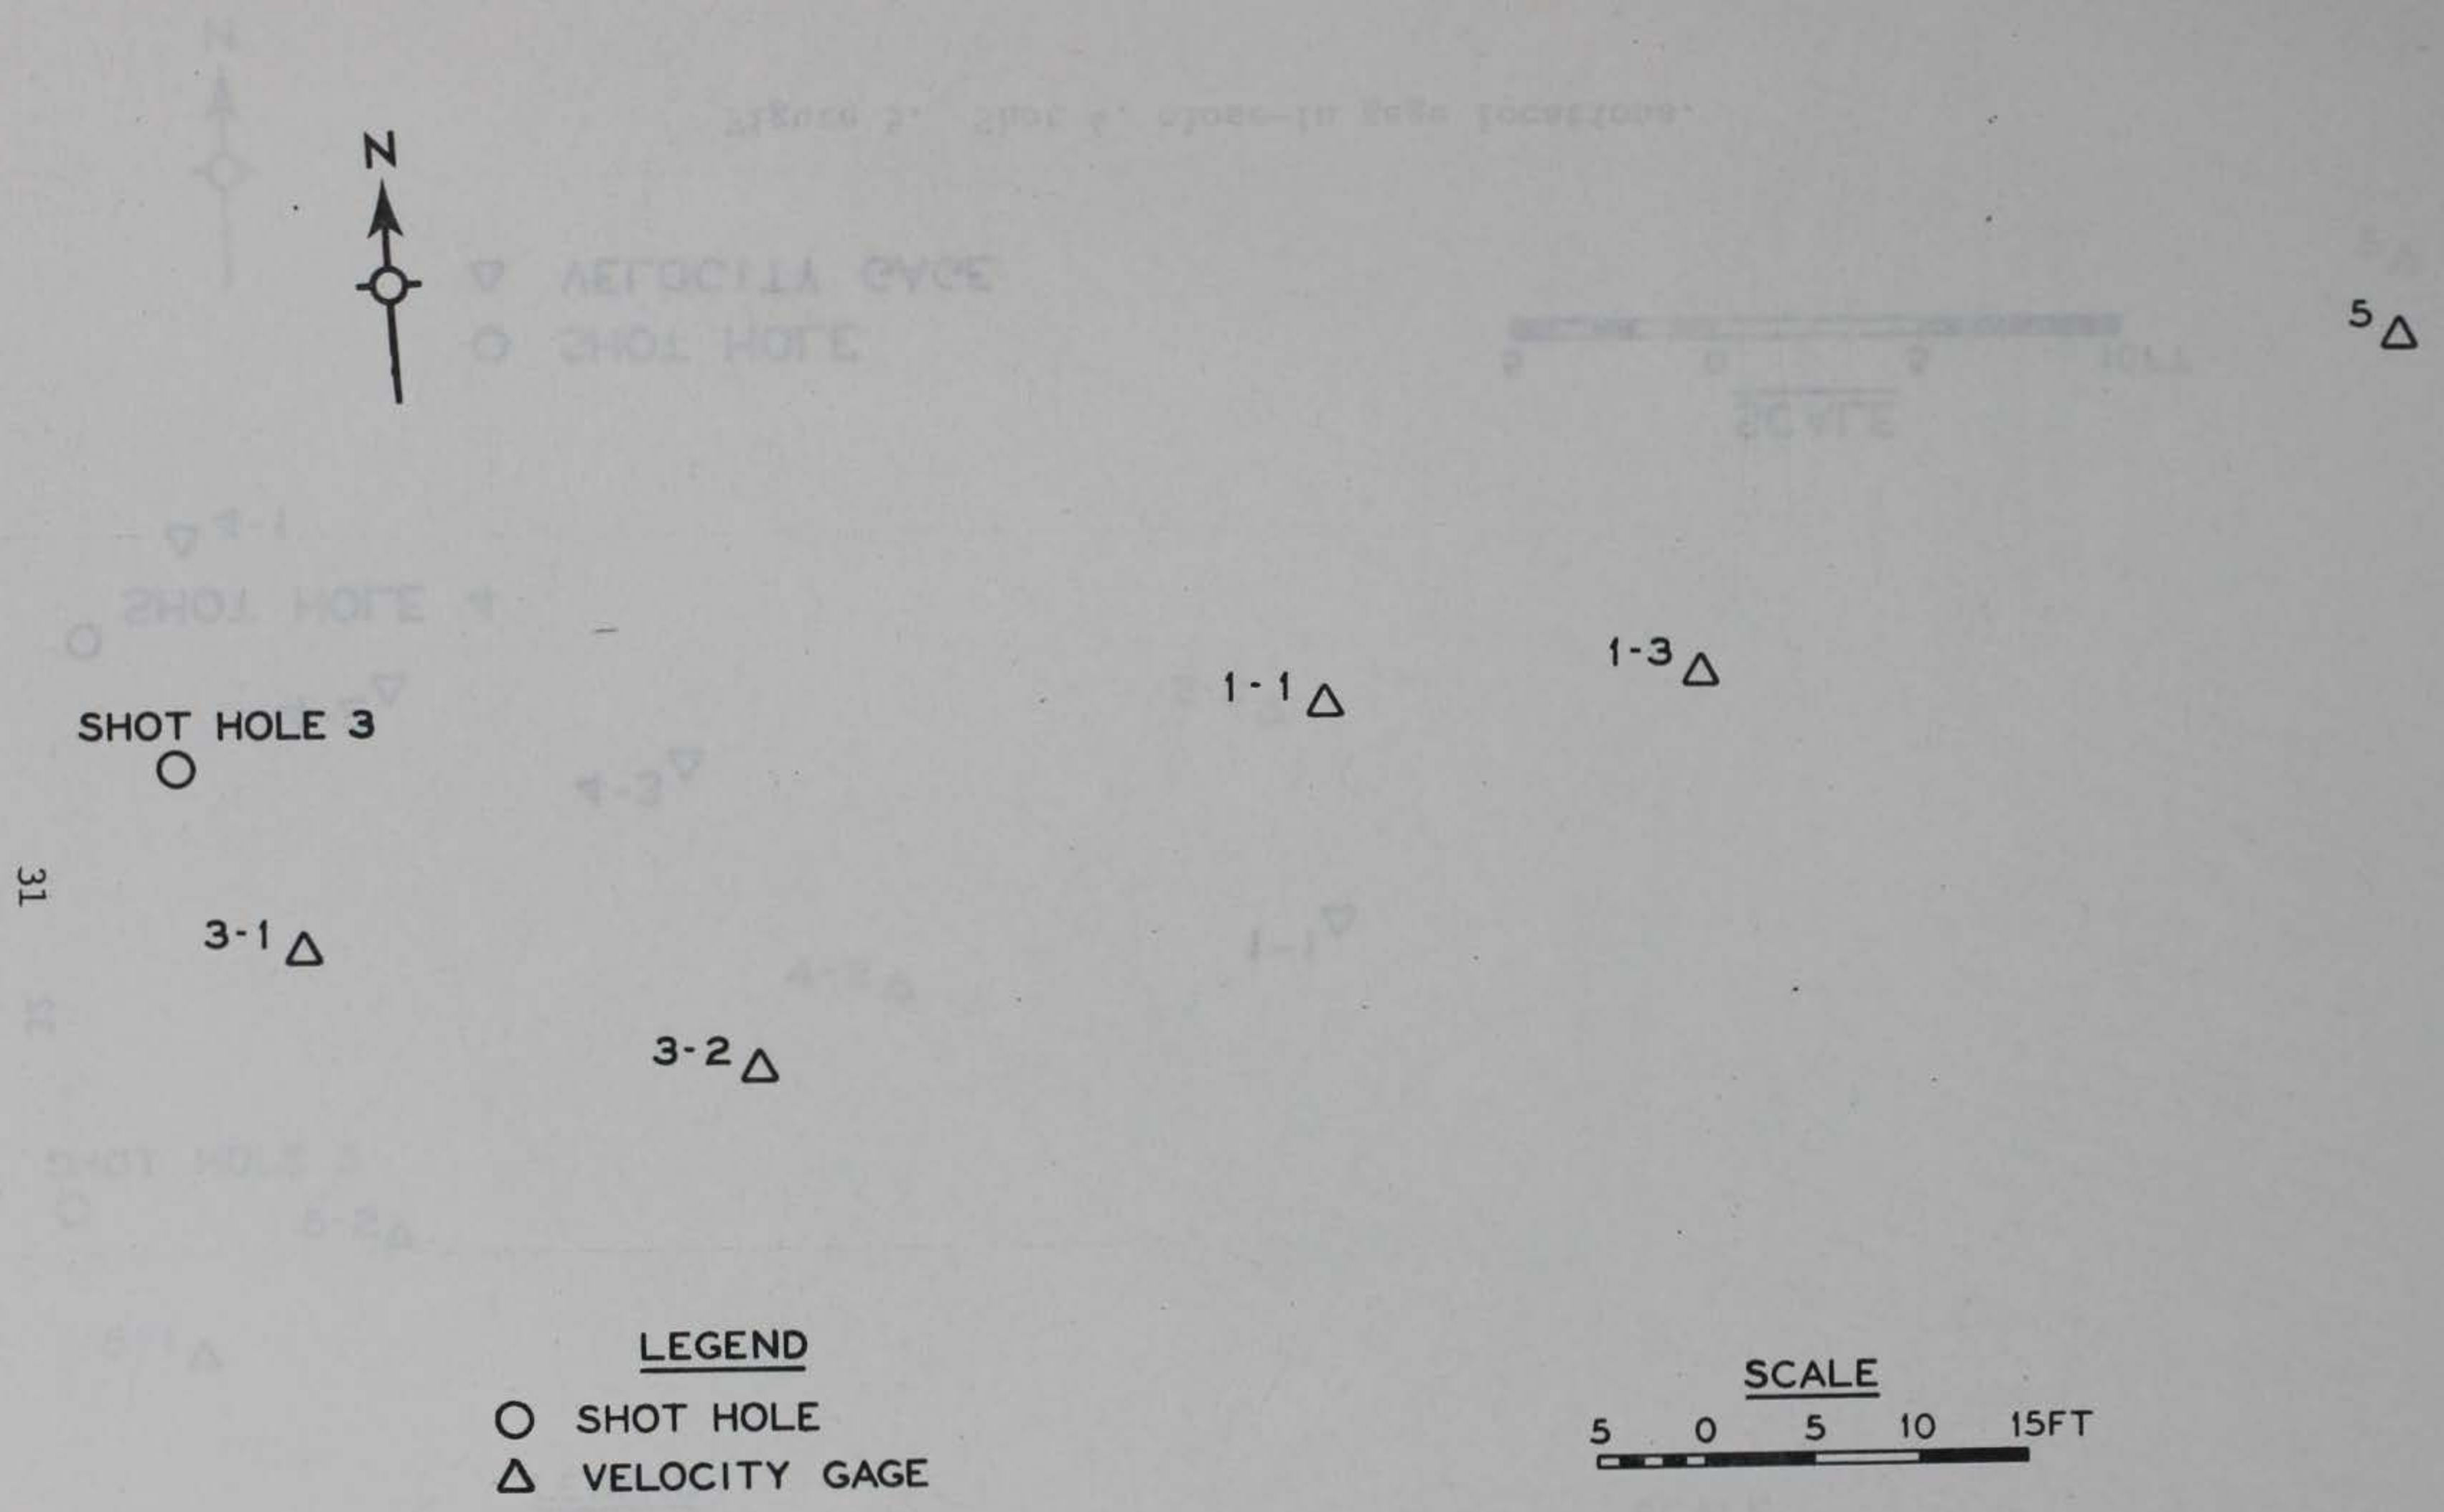 N
5
1-3
1-1
SHOT HOLE 3
31
3-1
3-2
LEGEND
SHOT HOLE
VELOCITY GAGE
SCALE
5 0 5 10 15FT